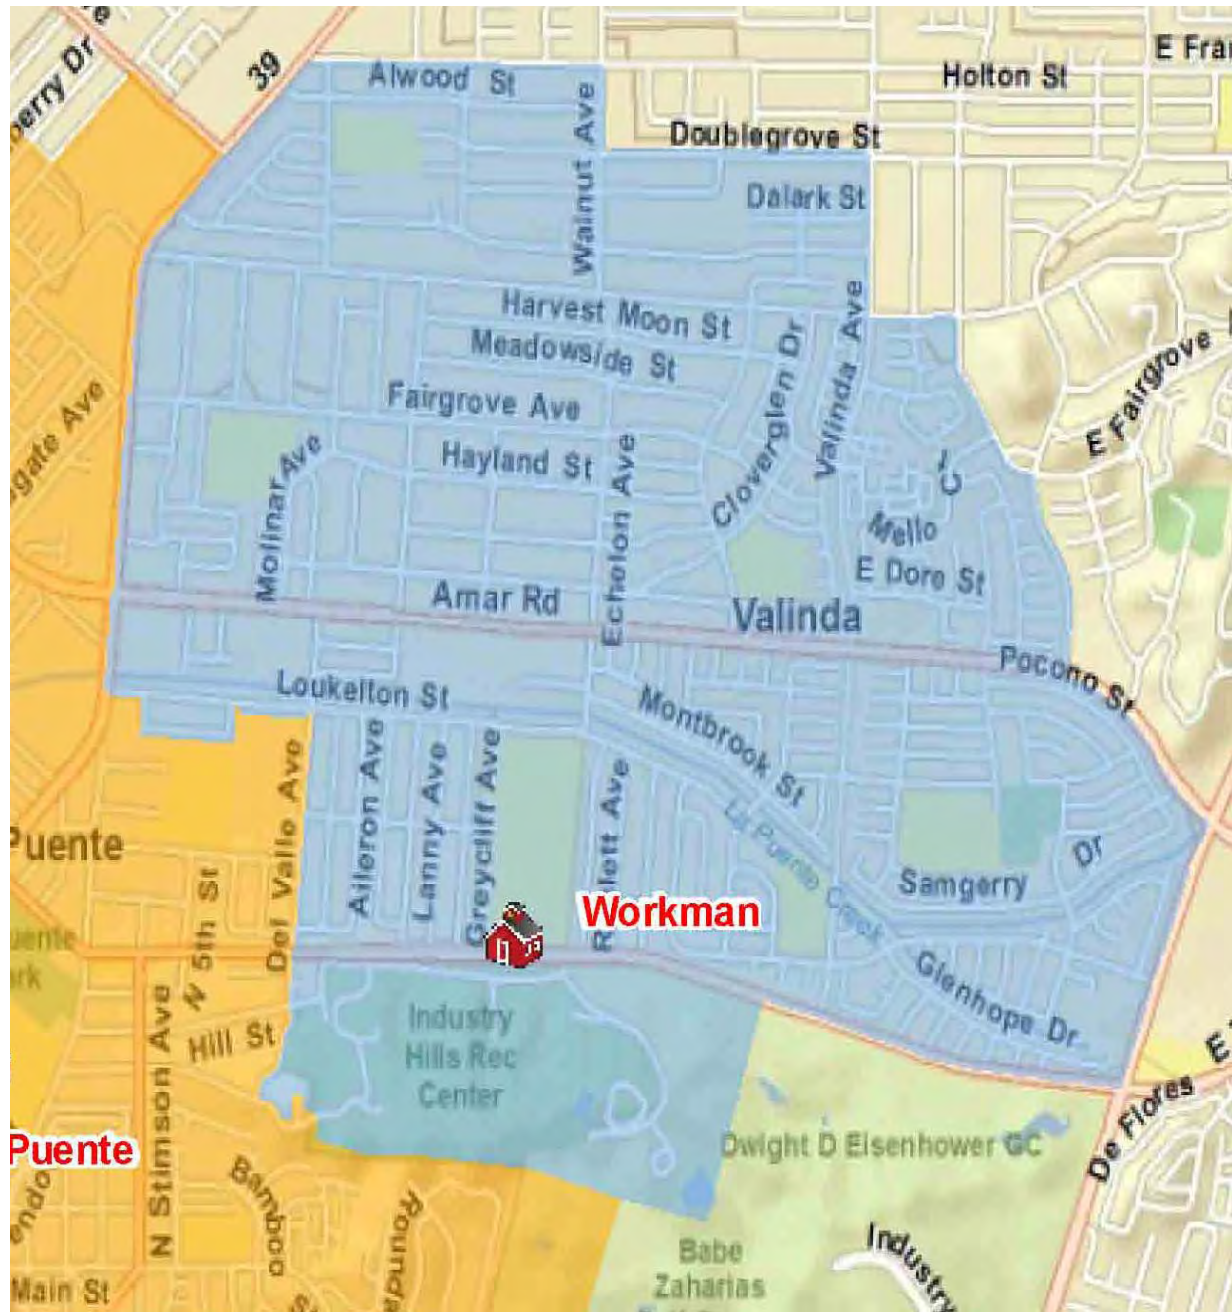 39
E Fra
Holton St
Alwood St
Doublegrove St
Walnut Ave
Dalark St
Harvest Moon St
Meadowside St
Cloverglen Dr
Valinda Ave
E Fairgrove
Fairgrove Ave
Hayland St
Molinar Ave
Echelon Ave
Mello
E Dore St
Amar Rd
Valinda
Pocono St
Loukelton St
Montbrook St
Del Vallo Ave
Aileron Ave
Lanny Ave
Greycliff Ave
La Puente Creek
Puente
N 5th St
Samgerry
Dr
Workman
Glenhope Dr
Industry
Hills Rec
Center
Hill St
N Stimson Ave
Puente
Dwight D Eisenhower GC
De Flores
E
Bamboo
Industry
Babe
Zaharias
Main St